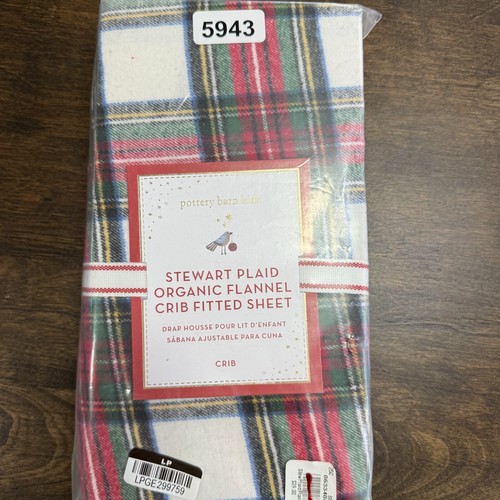 5943
pottery barn kids
STEWART PLAID
ORGANIC FLANNEL
CRIB FITTED SHEET
DRAP HOUSSE POUR LIT D'ENFANT
SÁBANA AJUSTABLE PARA CUNA
CRIB
LP
LPGE299759